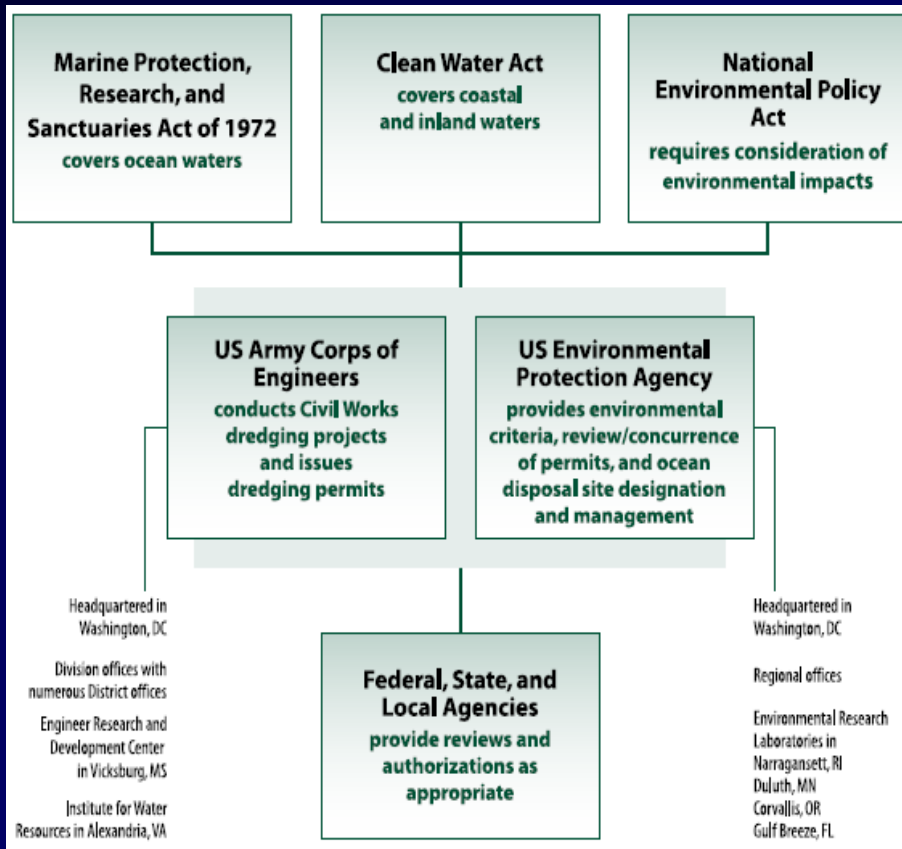 Marine Protection,
Research, and
Sanctuaries Act of 1972
covers ocean waters
Clean Water Act
covers coastal
and inland waters
National
Environmental Policy
Act
requires consideration of
environmental impacts
US Army Corps of
Engineers
conducts Civil Works
dredging projects
and issues
dredging permits
US Environmental
Protection Agency
provides environmental
criteria, review/concurrence
of permits, and ocean
disposal site designation
and management
Headquartered in
Washington, DC
Division offices with
numerous District offices
Engineer Research and
Development Center
in Vicksburg, MS
Institute for Water
Resources in Alexandria, VA
Federal, State, and
Local Agencies
provide reviews and
authorizations as
appropriate
Headquartered in
Washington, DC
Regional offices
Environmental Research
Laboratories in
Narragansett, RI
Duluth, MN
Corvallis, OR
Gulf Breeze, FL